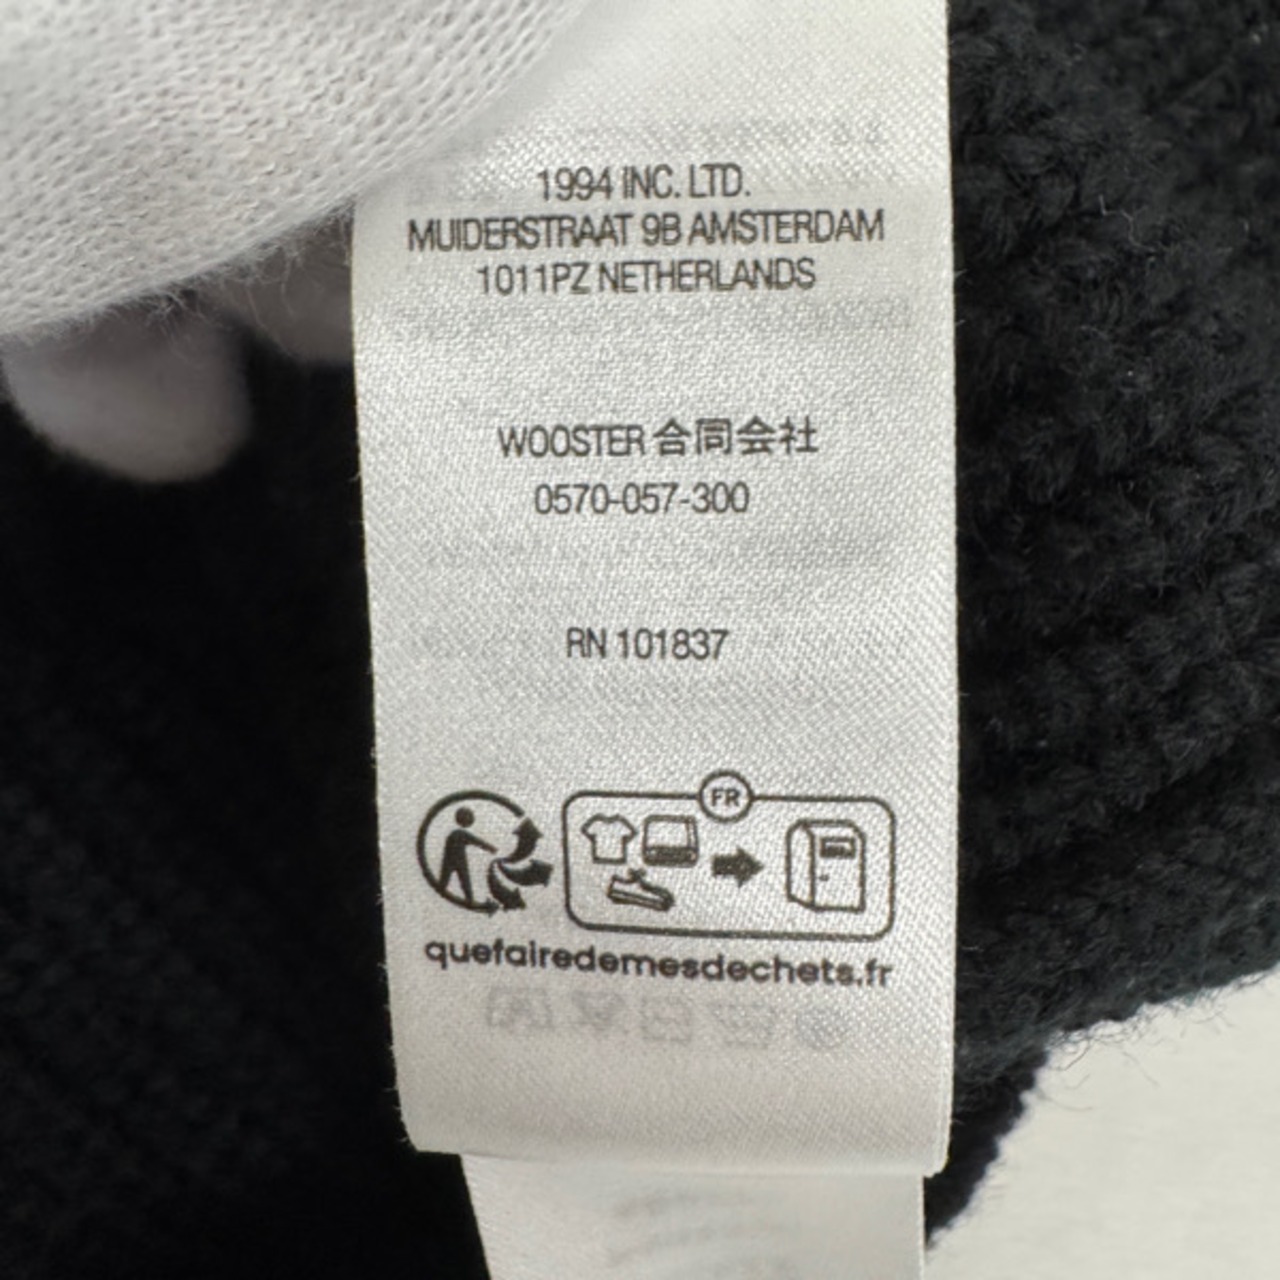 1994 INC. LTD.
MUIDERSTRAAT 9B AMSTERDAM
1011PZ NETHERLANDS
WOOSTER 合同会社
0570-057-300
RN 101837
FR
quefairedemesdechets.fr